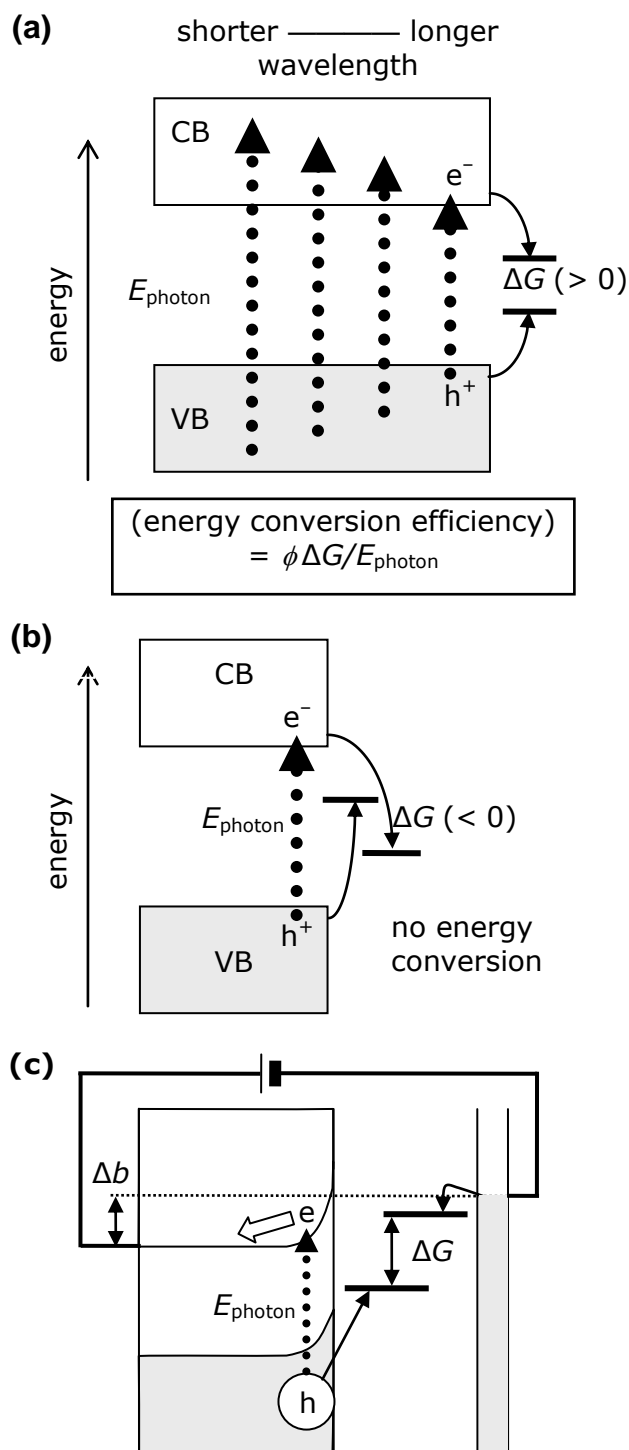 (a)
shorter ——— longer
wavelength
CB
e⁻
energy
E_photon
ΔG (> 0)
h⁺
VB
(energy conversion efficiency)
= ϕΔG/E_photon
(b)
CB
e⁻
energy
E_photon
ΔG (< 0)
h⁺
VB
no energy
conversion
(c)
Δb
e
ΔG
E_photon
h